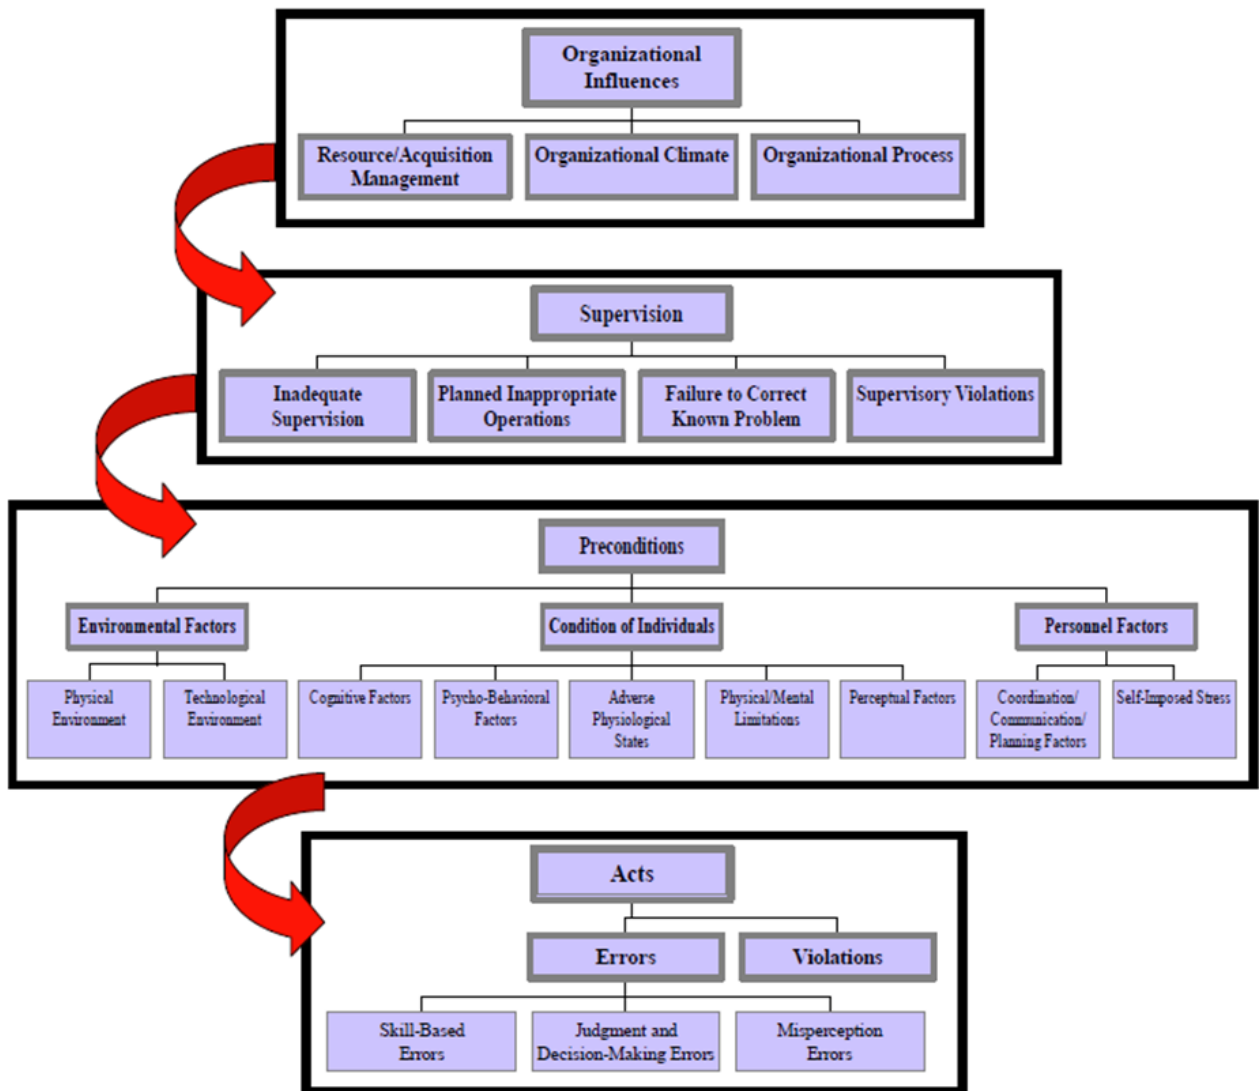 Organizational
Influences
Resource/Acquisition
Management
Organizational Climate
Organizational Process
Supervision
Inadequate
Supervision
Planned Inappropriate
Operations
Failure to Correct
Known Problem
Supervisory Violations
Preconditions
Environmental Factors
Condition of Individuals
Personnel Factors
Physical
Environment
Technological
Environment
Cognitive Factors
Psycho-Behavioral
Factors
Adverse
Physiological
States
Physical/Mental
Limitations
Perceptual Factors
Coordination/
Communication/
Planning Factors
Self-Imposed Stress
Acts
Errors
Violations
Skill-Based
Errors
Judgment and
Decision-Making Errors
Misperception
Errors